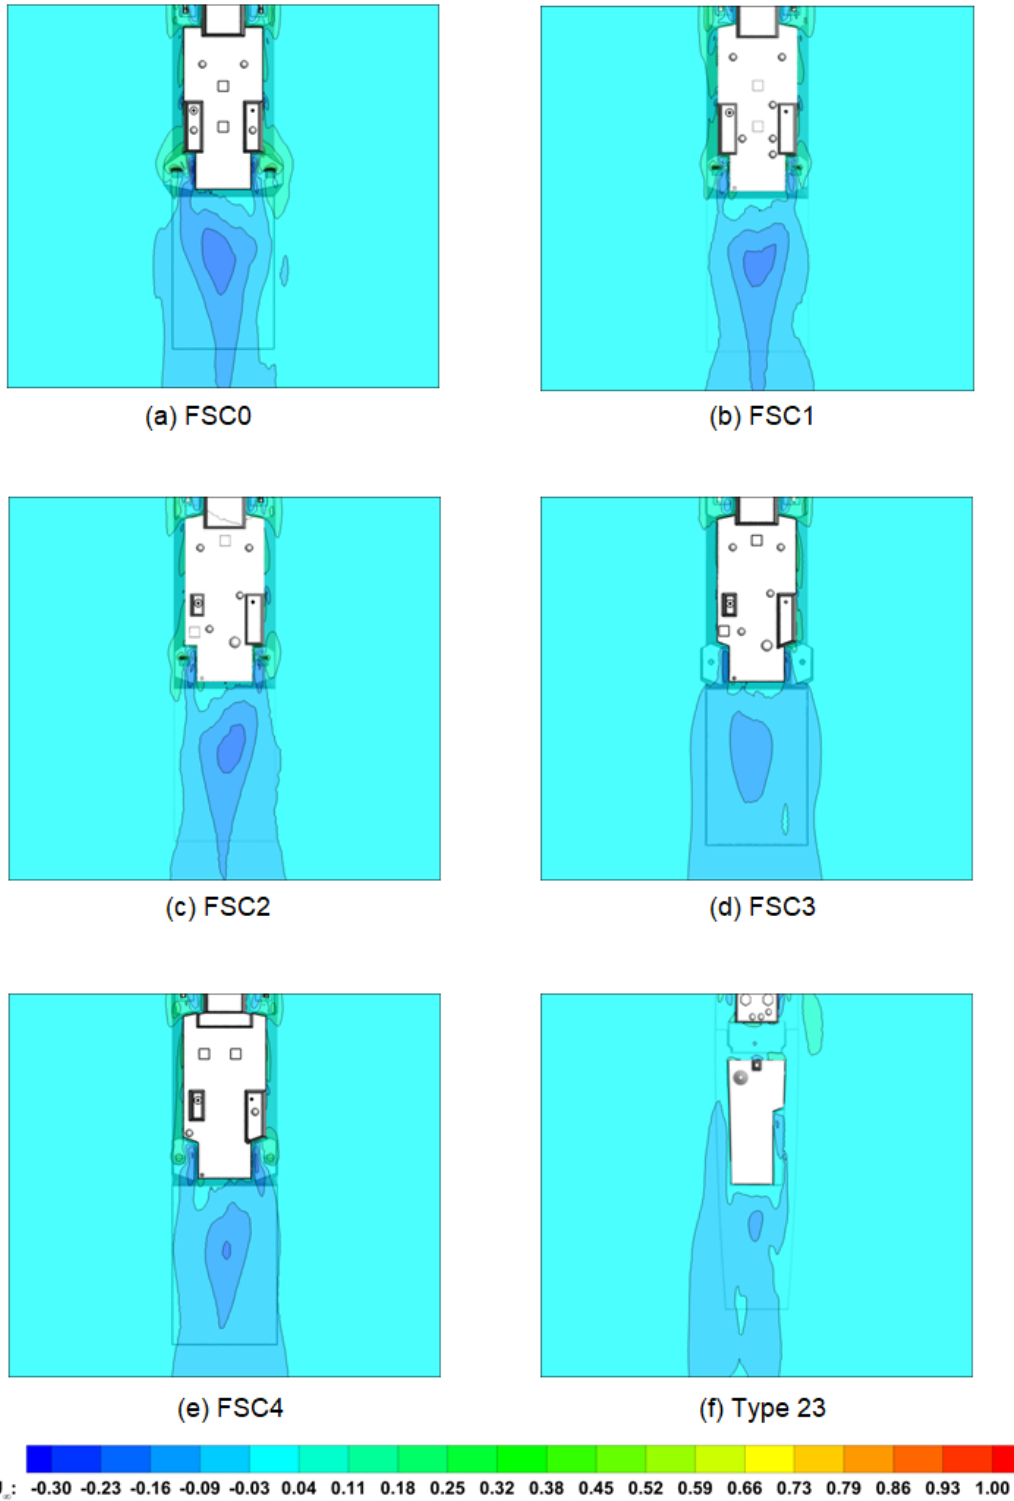 (a) FSC0
(b) FSC1
(c) FSC2
(d) FSC3
(e) FSC4
(f) Type 23
-0.30 -0.23 -0.16 -0.09 -0.03 0.04 0.11 0.18 0.25 0.32 0.38 0.45 0.52 0.59 0.66 0.73 0.79 0.86 0.93 1.00